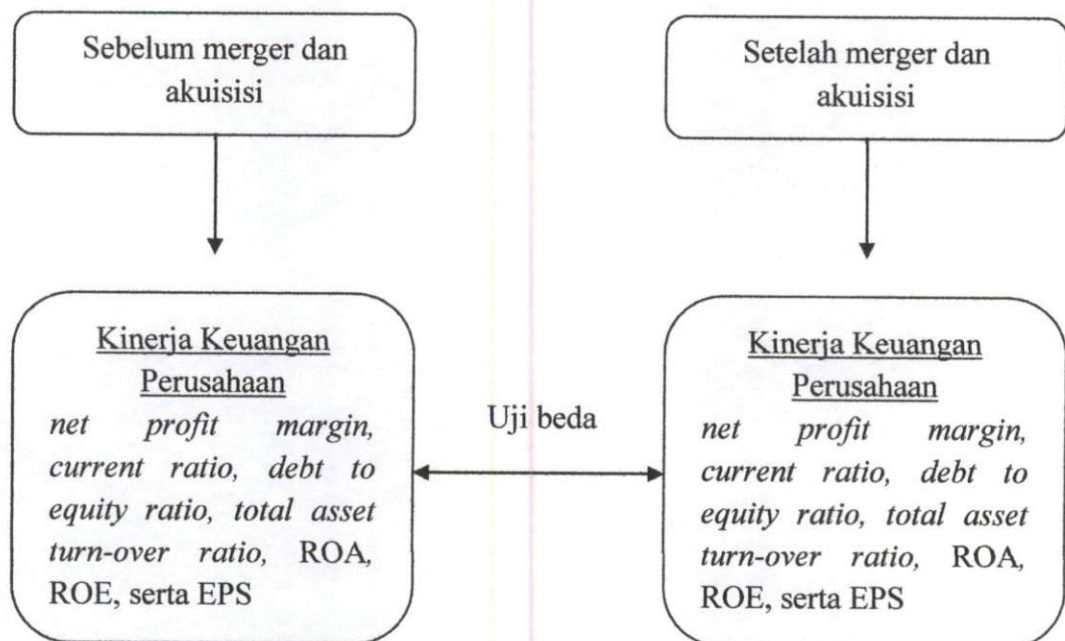 Sebelum merger dan
akuisisi
Setelah merger dan
akuisisi
Kinerja Keuangan
Perusahaan
net profit margin,
current ratio, debt to
equity ratio, total asset
turn-over ratio, ROA,
ROE, serta EPS
Uji beda
Kinerja Keuangan
Perusahaan
net profit margin,
current ratio, debt to
equity ratio, total asset
turn-over ratio, ROA,
ROE, serta EPS